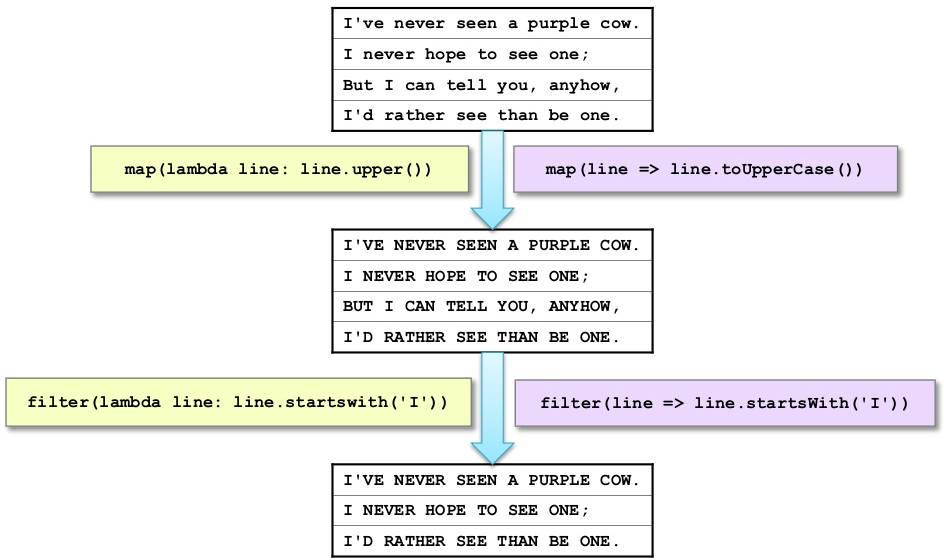 I've never seen a purple cow.
I never hope to see one;
But I can tell you, anyhow,
I'd rather see than be one.
map(lambda line: line.upper())
map(line => line.toUpperCase())
I'VE NEVER SEEN A PURPLE COW.
I NEVER HOPE TO SEE ONE;
BUT I CAN TELL YOU, ANYHOW,
I'D RATHER SEE THAN BE ONE.
filter(lambda line: line.startswith('I'))
filter(line => line.startsWith('I'))
I'VE NEVER SEEN A PURPLE COW.
I NEVER HOPE TO SEE ONE;
I'D RATHER SEE THAN BE ONE.